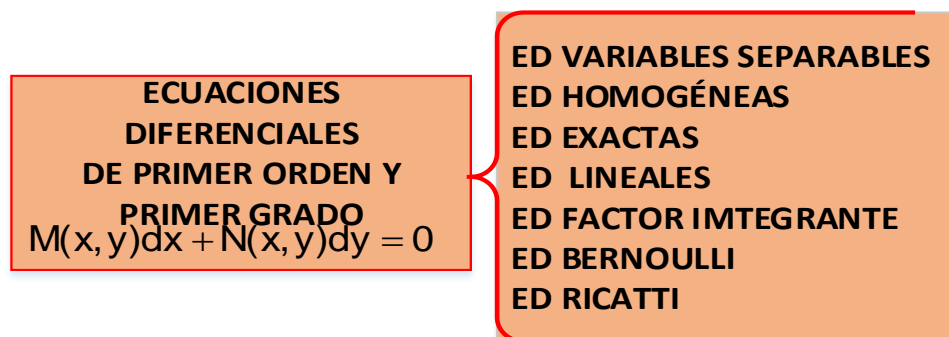 ECUACIONES
DIFERENCIALES
DE PRIMER ORDEN Y
PRIMER GRADO
M(x,y)dx + N(x,y)dy = 0
ED VARIABLES SEPARABLES
ED HOMOGÉNEAS
ED EXACTAS
ED LINEALES
ED FACTOR IMTEGRANTE
ED BERNOULLI
ED RICATTI